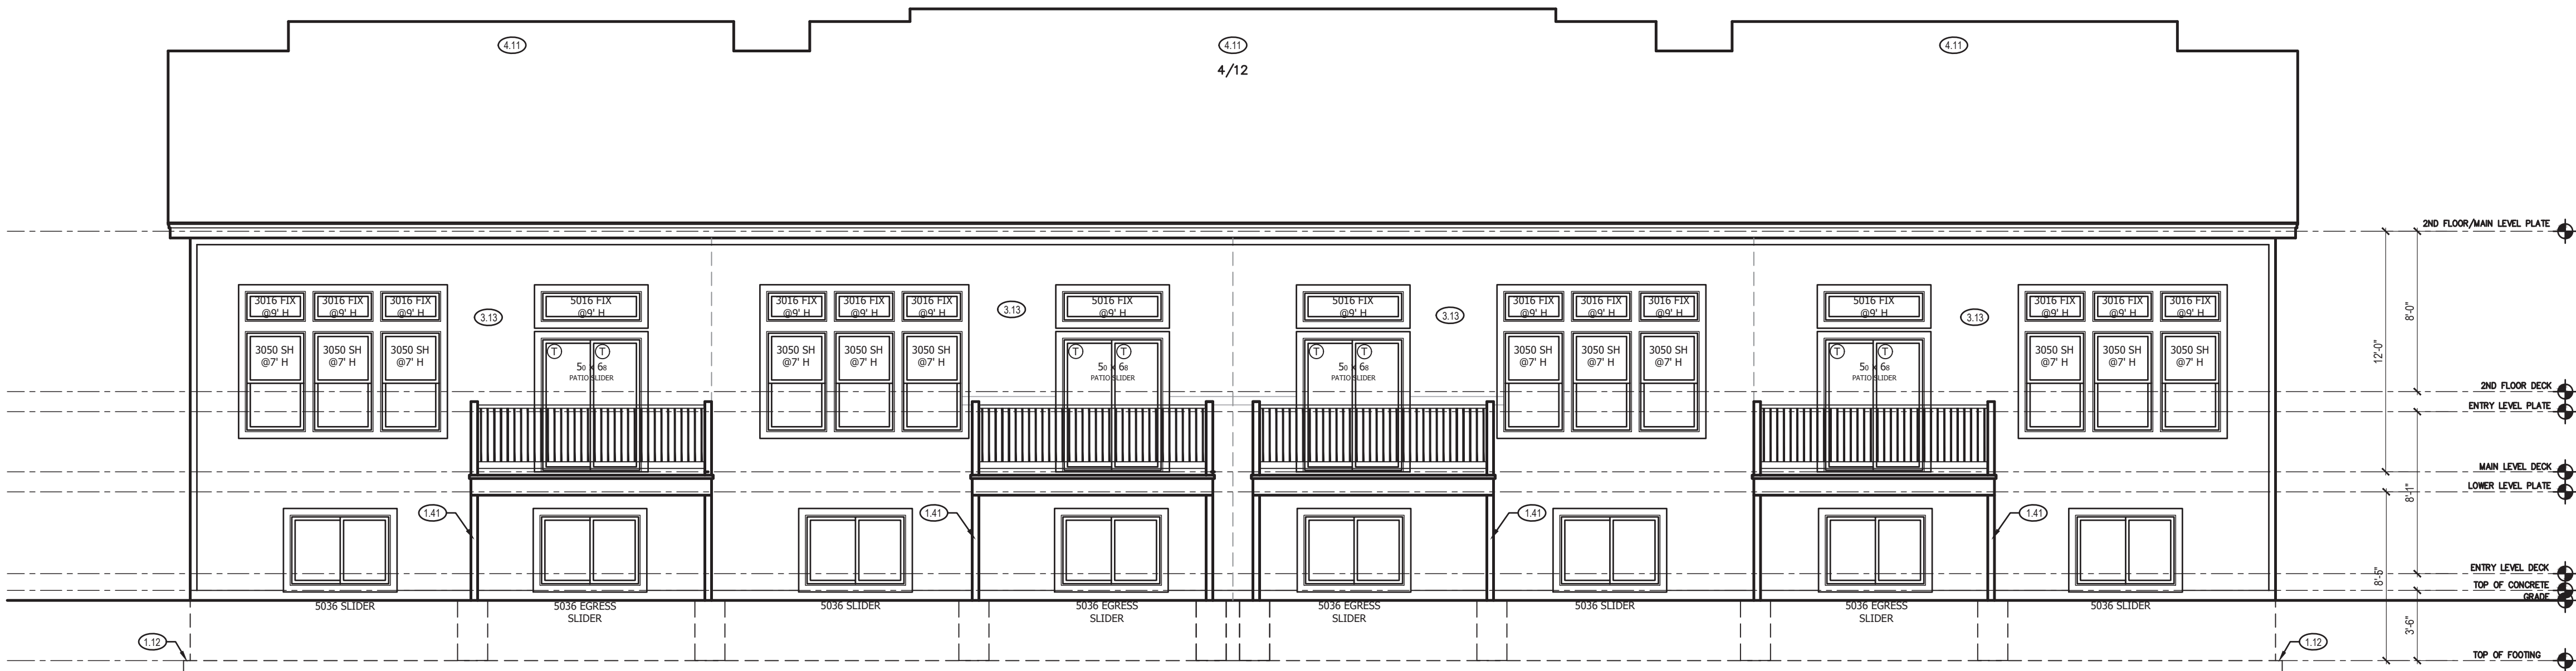 4.11
4.11
4.11
4/12
2ND FLOOR/MAIN LEVEL PLATE
3016 FIX
@9' H
3016 FIX
@9' H
3016 FIX
@9' H
5016 FIX
@9' H
3016 FIX
@9' H
3016 FIX
@9' H
3016 FIX
@9' H
5016 FIX
@9' H
5016 FIX
@9' H
3016 FIX
@9' H
3016 FIX
@9' H
3016 FIX
@9' H
5016 FIX
@9' H
3016 FIX
@9' H
3016 FIX
@9' H
3016 FIX
@9' H
3.13
3.13
3.13
3.13
8'-0"
12'-0"
3050 SH
@7' H
3050 SH
@7' H
3050 SH
@7' H
T
T
50 x 68
PATIO SLIDER
3050 SH
@7' H
3050 SH
@7' H
3050 SH
@7' H
T
T
50 x 68
PATIO SLIDER
T
T
50 x 68
PATIO SLIDER
3050 SH
@7' H
3050 SH
@7' H
3050 SH
@7' H
T
T
50 x 68
PATIO SLIDER
3050 SH
@7' H
3050 SH
@7' H
3050 SH
@7' H
2ND FLOOR DECK
ENTRY LEVEL PLATE
MAIN LEVEL DECK
LOWER LEVEL PLATE
8'-1"
1.41
1.41
1.41
1.41
ENTRY LEVEL DECK
8'-6"
TOP OF CONCRETE
GRADE
5036 SLIDER
5036 EGRESS
SLIDER
5036 SLIDER
5036 EGRESS
SLIDER
5036 EGRESS
SLIDER
5036 SLIDER
5036 EGRESS
SLIDER
5036 SLIDER
3'-6"
1.12
1.12
TOP OF FOOTING